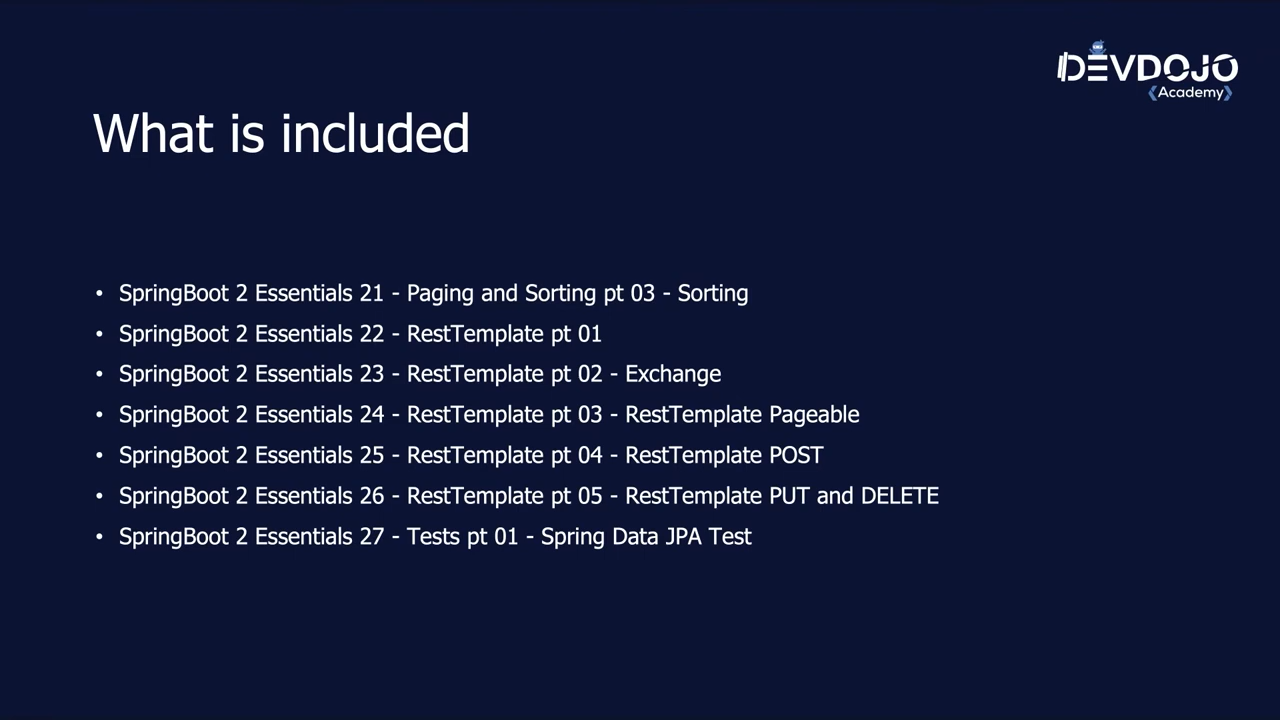 DEVDOJO
Academy
What is included
• SpringBoot 2 Essentials 21 - Paging and Sorting pt 03 - Sorting
• SpringBoot 2 Essentials 22 - RestTemplate pt 01
• SpringBoot 2 Essentials 23 - RestTemplate pt 02 - Exchange
• SpringBoot 2 Essentials 24 - RestTemplate pt 03 - RestTemplate Pageable
• SpringBoot 2 Essentials 25 - RestTemplate pt 04 - RestTemplate POST
• SpringBoot 2 Essentials 26 - RestTemplate pt 05 - RestTemplate PUT and DELETE
• SpringBoot 2 Essentials 27 - Tests pt 01 - Spring Data JPA Test